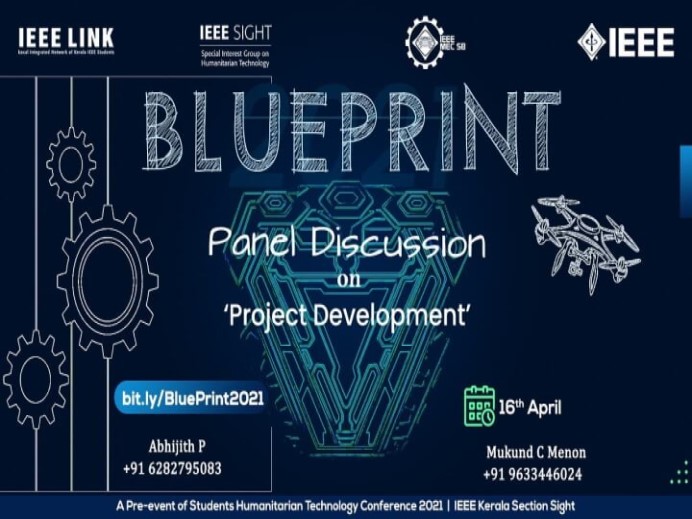 IEEE LINK
Local Integrated Network of Kerala IEEE Students
IEEE SIGHT
Special Interest Group on
Humanitarian Technology
IEEE
MEC SB
IEEE
2021
BLUEPRINT
Panel Discussion
on
‘Project Development’
bit.ly/BluePrint2021
16th April
Abhijith P
+91 6282795083
Mukund C Menon
+91 9633446024
A Pre-event of Students Humanitarian Technology Conference 2021 | IEEE Kerala Section Sight